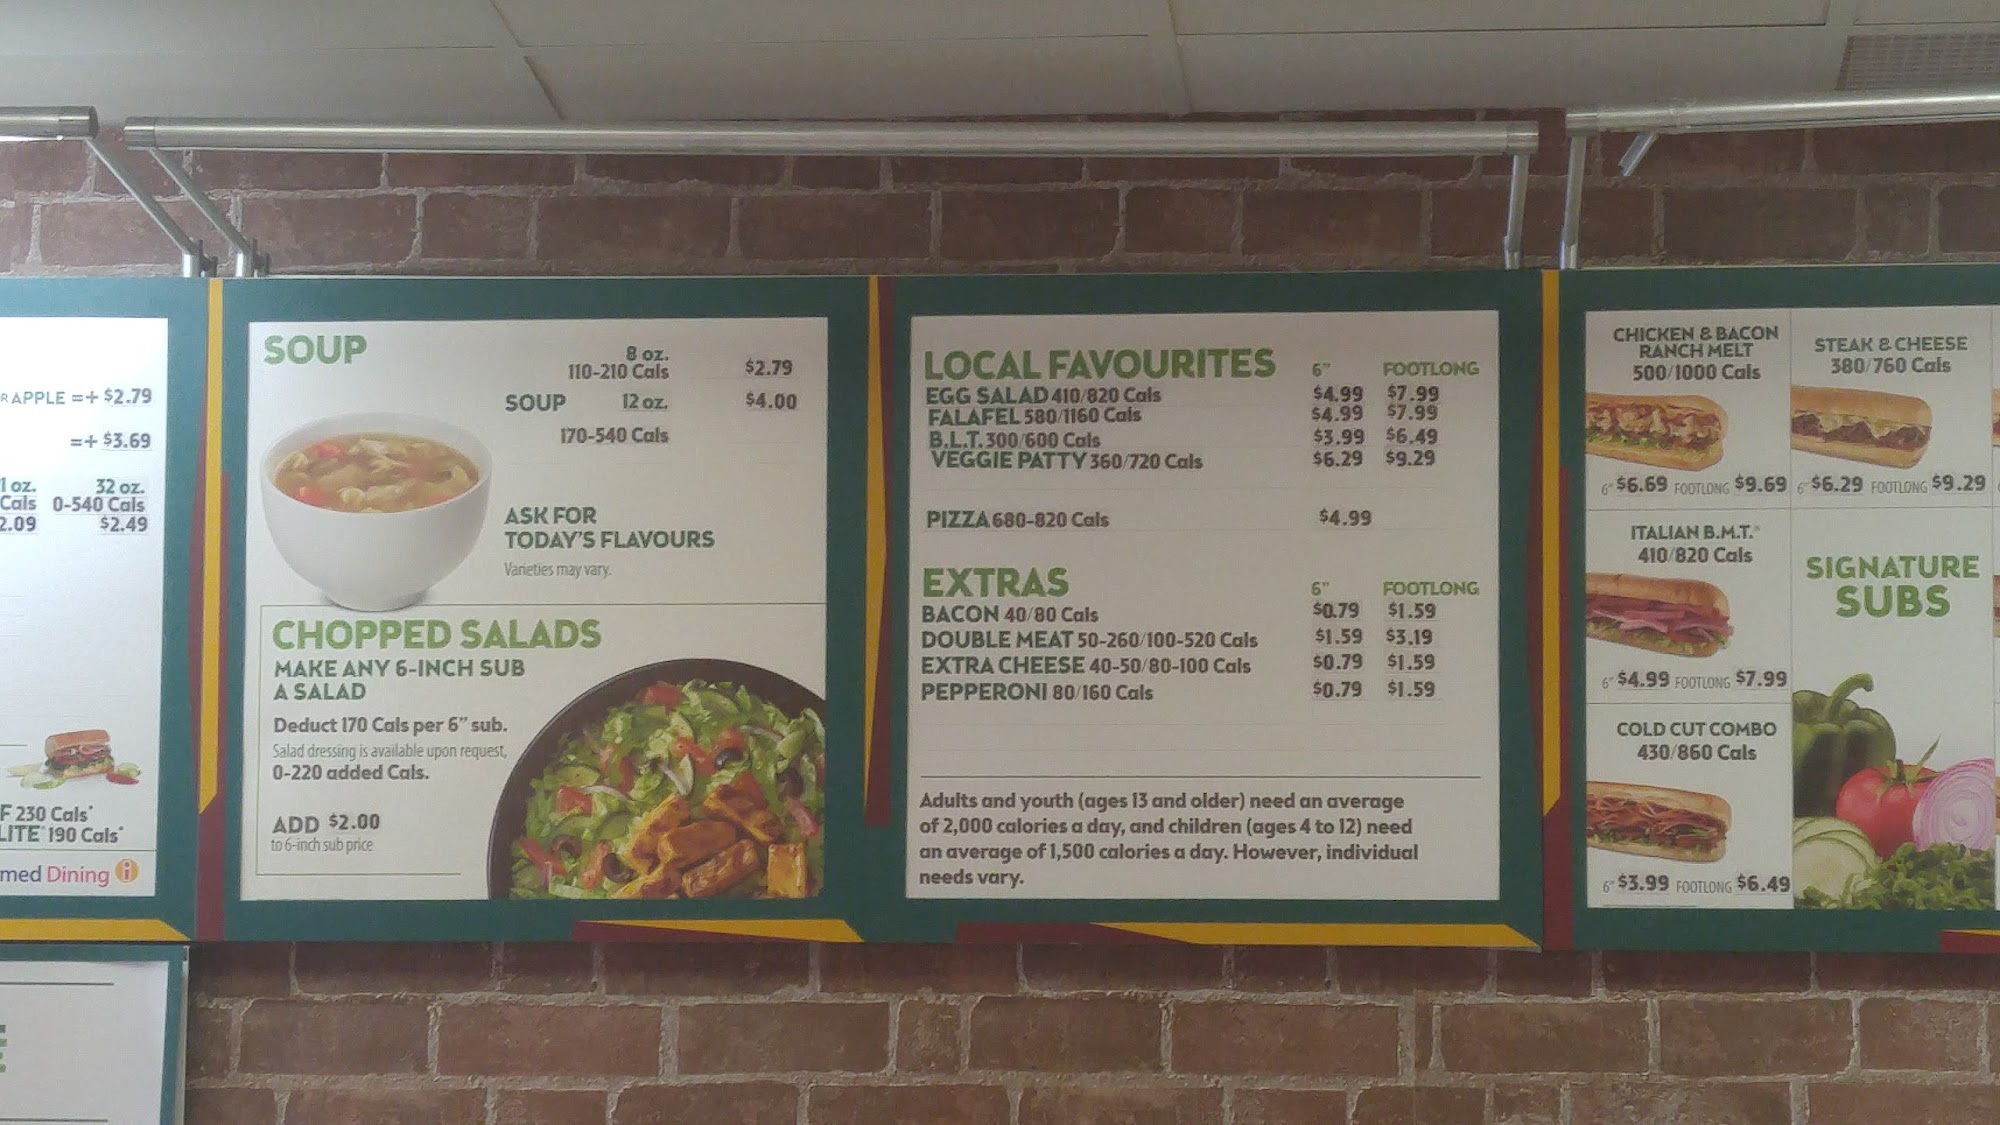 APPLE =+ $2.79
=+ $3.69
oz. 32 oz.
Cals 0-540 Cals
$2.49
F 230 Cals*
LITE* 190 Cals*
Dining i
SOUP
8 oz.
110-210 Cals $2.79
SOUP 12 oz. $4.00
170-540 Cals
ASK FOR
TODAY'S FLAVOURS
Varieties may vary.
CHOPPED SALADS
MAKE ANY 6-INCH SUB
A SALAD
Deduct 170 Cals per 6" sub.
Salad dressing is available upon request,
0-220 added Cals.
ADD $2.00
to 6-inch sub price
LOCAL FAVOURITES 6" FOOTLONG
EGG SALAD 410/820 Cals $4.99 $7.99
FALAFEL 580/1160 Cals $4.99 $7.99
B.L.T. 300/600 Cals $3.99 $6.49
VEGGIE PATTY 360/720 Cals $6.29 $9.29
PIZZA 680-820 Cals $4.99
EXTRAS 6" FOOTLONG
BACON 40/80 Cals $0.79 $1.59
DOUBLE MEAT 50-260/100-520 Cals $1.59 $3.19
EXTRA CHEESE 40-50/80-100 Cals $0.79 $1.59
PEPPERONI 80/160 Cals $0.79 $1.59
Adults and youth (ages 13 and older) need an average
of 2,000 calories a day, and children (ages 4 to 12) need
an average of 1,500 calories a day. However, individual
needs vary.
CHICKEN & BACON
RANCH MELT
500/1000 Cals
6" $6.69 FOOTLONG $9.69
STEAK & CHEESE
380/760 Cals
6" $6.29 FOOTLONG $9.29
ITALIAN B.M.T.®
410/820 Cals
6" $4.99 FOOTLONG $7.99
SIGNATURE
SUBS
COLD CUT COMBO
430/860 Cals
6" $3.99 FOOTLONG $6.49